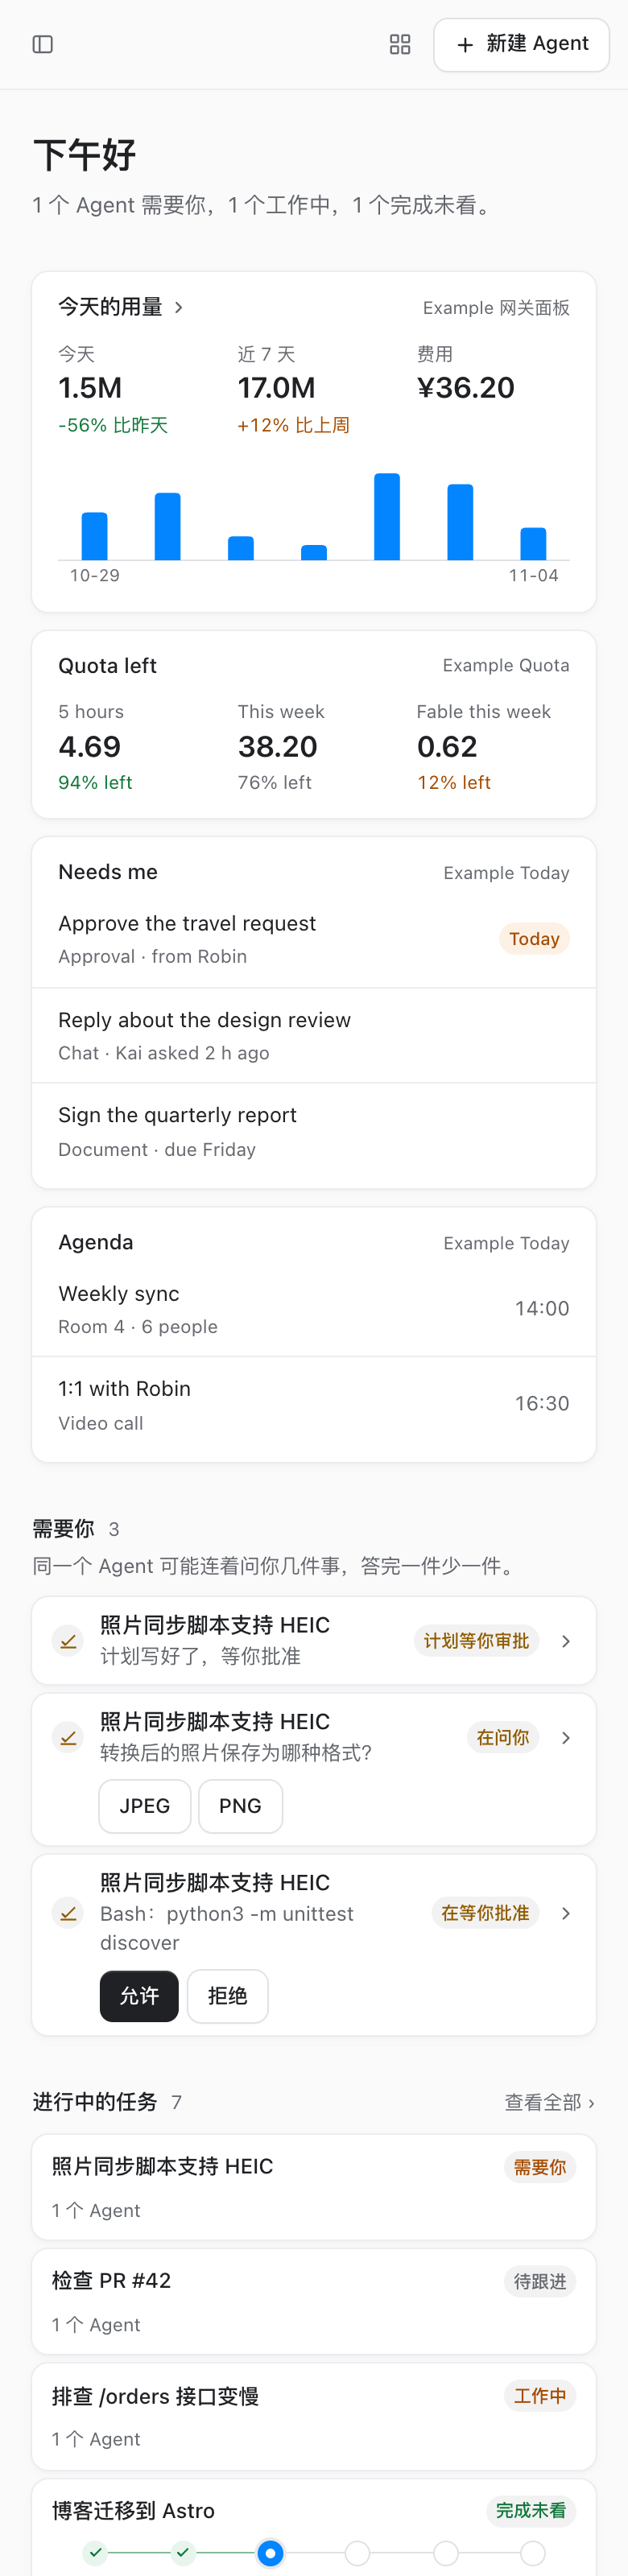 新建 Agent
下午好
1 个 Agent 需要你，1 个工作中，1 个完成未看。
今天的用量
Example 网关面板
今天
近 7 天
费用
1.5M
17.0M
¥36.20
-56% 比昨天
+12% 比上周
10-29
11-04
Quota left
Example Quota
5 hours
This week
Fable this week
4.69
38.20
0.62
94% left
76% left
12% left
Needs me
Example Today
Approve the travel request
Approval · from Robin
Today
Reply about the design review
Chat · Kai asked 2 h ago
Sign the quarterly report
Document · due Friday
Agenda
Example Today
Weekly sync
Room 4 · 6 people
14:00
1:1 with Robin
Video call
16:30
需要你 3
同一个 Agent 可能连着问你几件事，答完一件少一件。
照片同步脚本支持 HEIC
计划写好了，等你批准
计划等你审批
照片同步脚本支持 HEIC
转换后的照片保存为哪种格式?
在问你
JPEG
PNG
照片同步脚本支持 HEIC
Bash：python3 -m unittest
discover
在等你批准
允许
拒绝
进行中的任务 7
查看全部 ›
照片同步脚本支持 HEIC
需要你
1 个 Agent
检查 PR #42
待跟进
1 个 Agent
排查 /orders 接口变慢
工作中
1 个 Agent
博客迁移到 Astro
完成未看